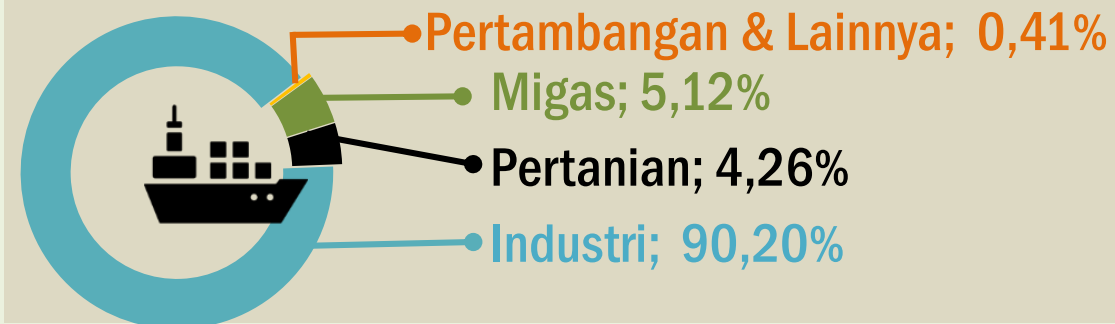 Pertambangan & Lainnya; 0,41%
Migas; 5,12%
Pertanian; 4,26%
Industri; 90,20%